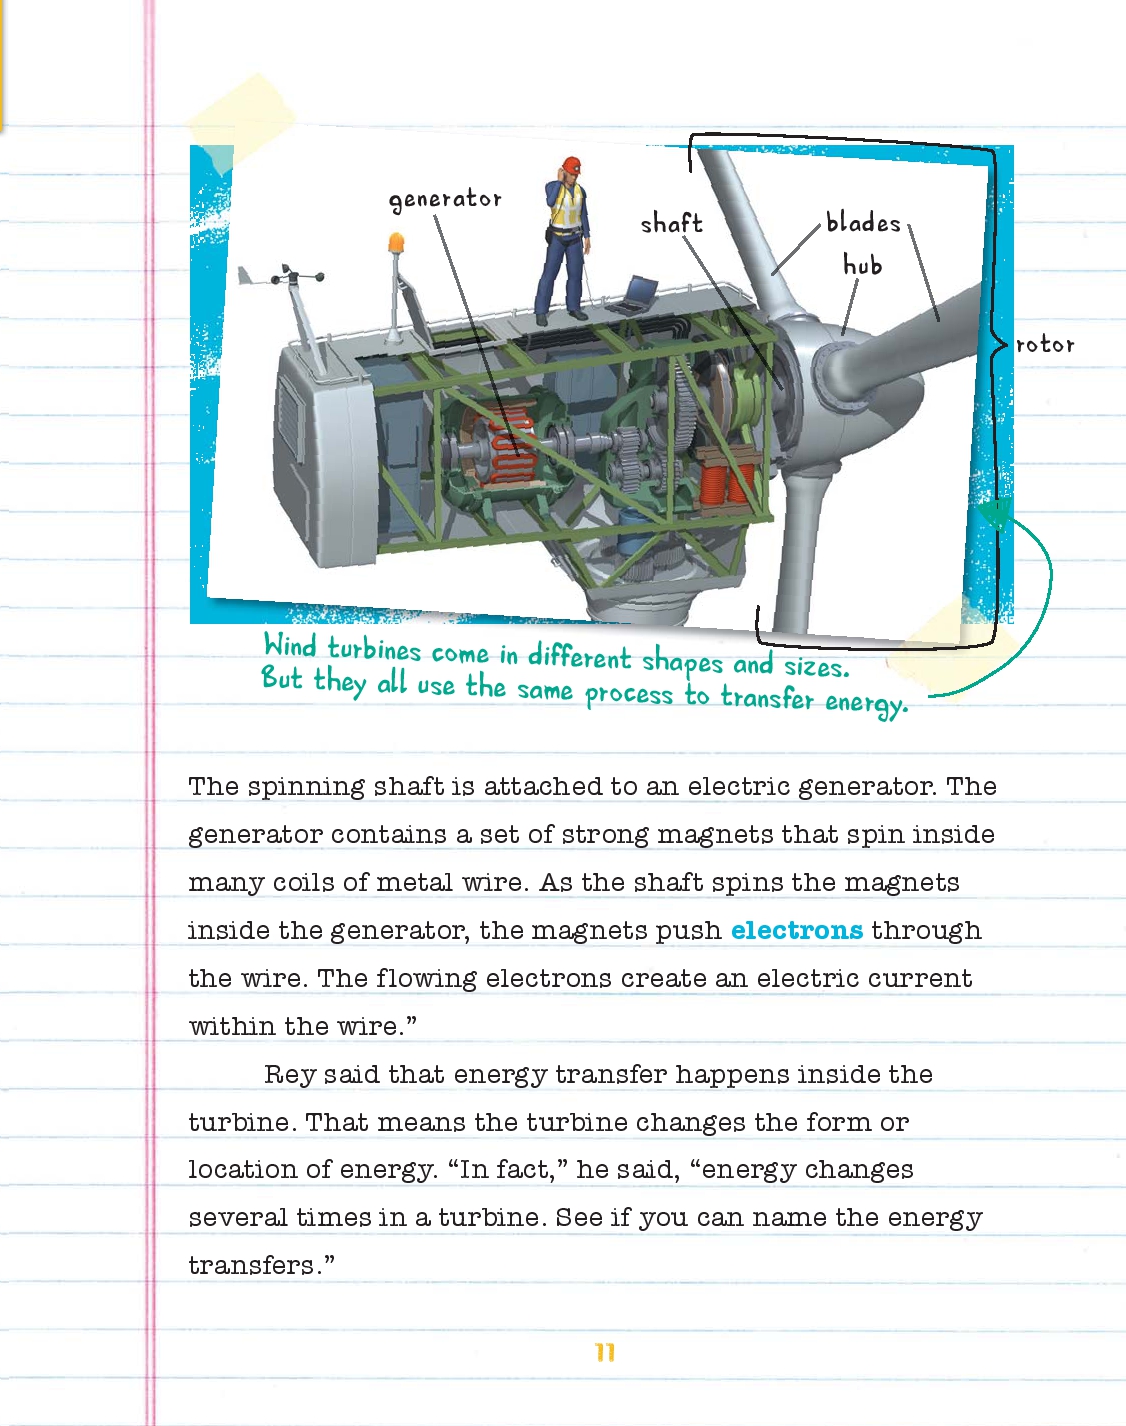 generator
shaft
blades
hub
rotor
Wind turbines come in different shapes and sizes.
But they all use the same process to transfer energy.
The spinning shaft is attached to an electric generator. The
generator contains a set of strong magnets that spin inside
many coils of metal wire. As the shaft spins the magnets
inside the generator, the magnets push electrons through
the wire. The flowing electrons create an electric current
within the wire.”
Rey said that energy transfer happens inside the
turbine. That means the turbine changes the form or
location of energy. “In fact,” he said, “energy changes
several times in a turbine. See if you can name the energy
transfers.”
11